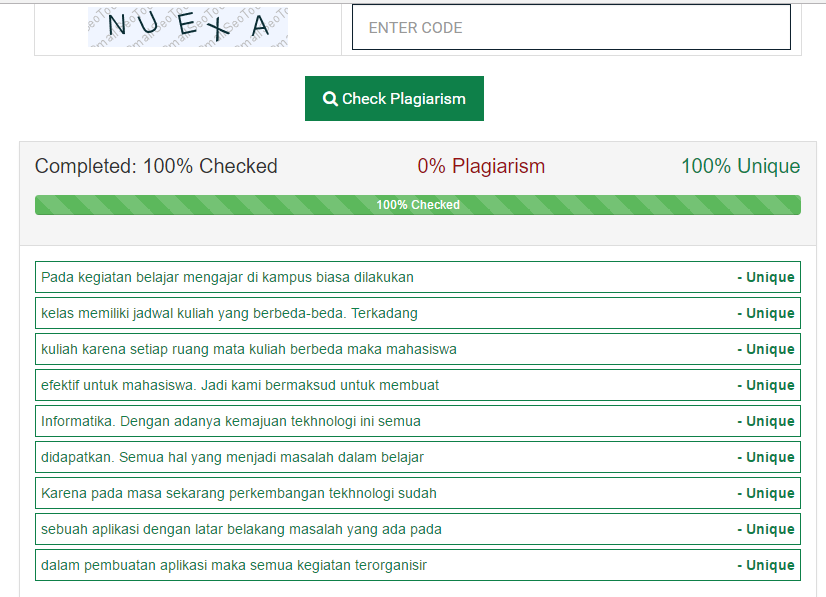 NUEXA
ENTER CODE
Check Plagiarism
Completed: 100% Checked 0% Plagiarism 100% Unique
100% Checked
Pada kegiatan belajar mengajar di kampus biasa dilakukan - Unique
kelas memiliki jadwal kuliah yang berbeda-beda. Terkadang - Unique
kuliah karena setiap ruang mata kuliah berbeda maka mahasiswa - Unique
efektif untuk mahasiswa. Jadi kami bermaksud untuk membuat - Unique
Informatika. Dengan adanya kemajuan tekhnologi ini semua - Unique
didapatkan. Semua hal yang menjadi masalah dalam belajar - Unique
Karena pada masa sekarang perkembangan tekhnologi sudah - Unique
sebuah aplikasi dengan latar belakang masalah yang ada pada - Unique
dalam pembuatan aplikasi maka semua kegiatan terorganisir - Unique